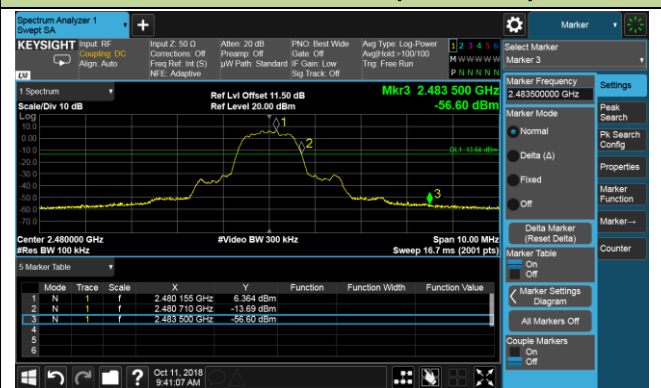 Spectrum Analyzer 1
Swept SA
Marker
KEYSIGHT
Input: RF
Coupling: DC
Align: Auto
Input Z: 50 Ω
Corrections: Off
Freq Ref: Int (S)
NFE: Adaptive
Atten: 20 dB
Preamp: Off
µW Path: Standard
PNO: Best Wide
Gate: Off
IF Gain: Low
Sig Track: Off
Avg Type: Log-Power
Avg|Hold:>100/100
Trig: Free Run
1 2 3 4 5 6
M W W W W W
P N N N N N
LXI
1 Spectrum
Scale/Div 10 dB
Ref Lvl Offset 11.50 dB
Ref Level 20.00 dBm
Mkr3 2.483 500 GHz
-56.60 dBm
Log
10.0
0.00
-10.0
-20.0
-30.0
-40.0
-50.0
-60.0
-70.0
1
2
3
DL1 -13.64 dBm
Center 2.480000 GHz
#Res BW 100 kHz
#Video BW 300 kHz
Span 10.00 MHz
Sweep 16.7 ms (2001 pts)
5 Marker Table
Mode Trace Scale X Y Function Function Width Function Value
1 N 1 f 2.480 155 GHz 6.364 dBm
2 N 1 f 2.480 710 GHz -13.69 dBm
3 N 1 f 2.483 500 GHz -56.60 dBm
4
5
6
Select Marker
Marker 3
Marker Frequency
2.483500000 GHz
Marker Mode
Normal
Delta (Δ)
Fixed
Off
Delta Marker
(Reset Delta)
Marker Table
On
Off
Marker Settings
Diagram
All Markers Off
Couple Markers
On
Off
Settings
Peak
Search
Pk Search
Config
Properties
Marker
Function
Marker→
Counter
?
Oct 11, 2018
9:41:07 AM